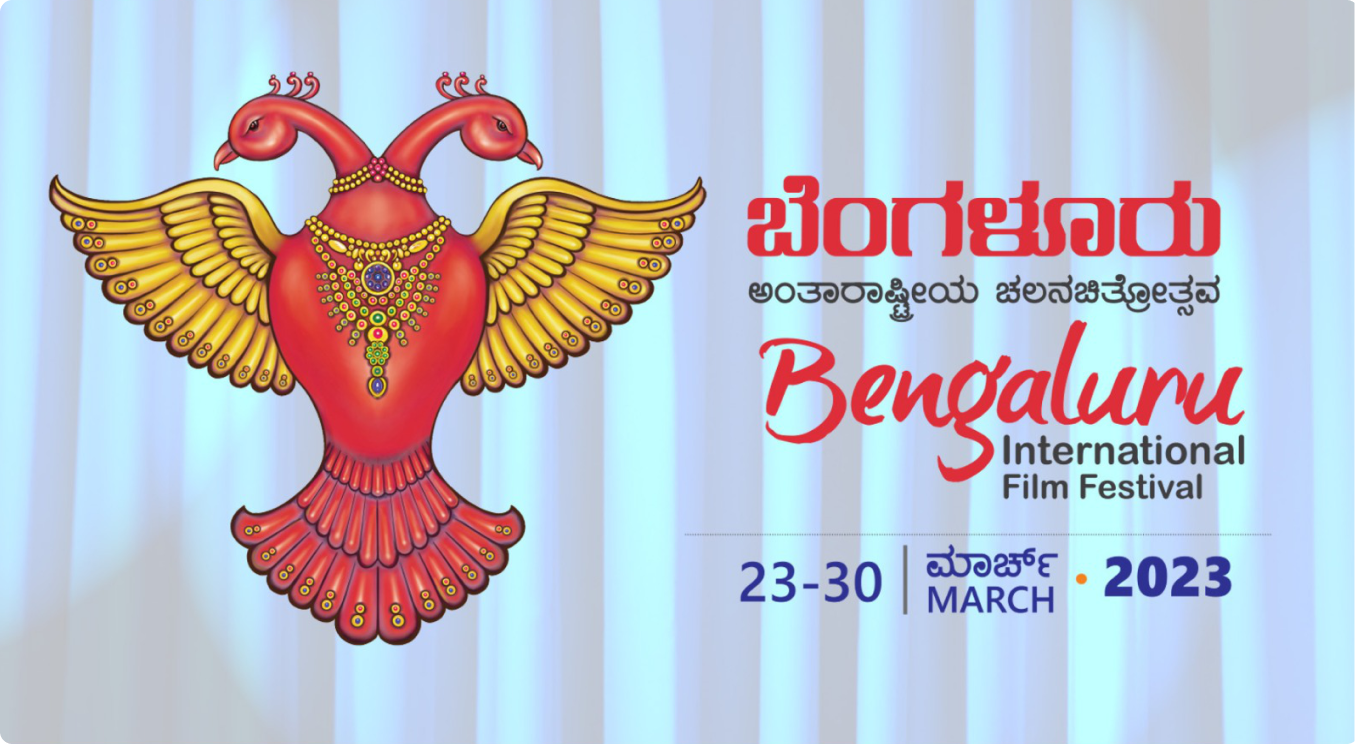 ಬೆಂಗಳೂರು
ಅಂತಾರಾಷ್ಟ್ರೀಯ ಚಲನಚಿತ್ರೋತ್ಸವ
Bengaluru
International
Film Festival
23-30 | ಮಾರ್ಚ್ • 2023
MARCH